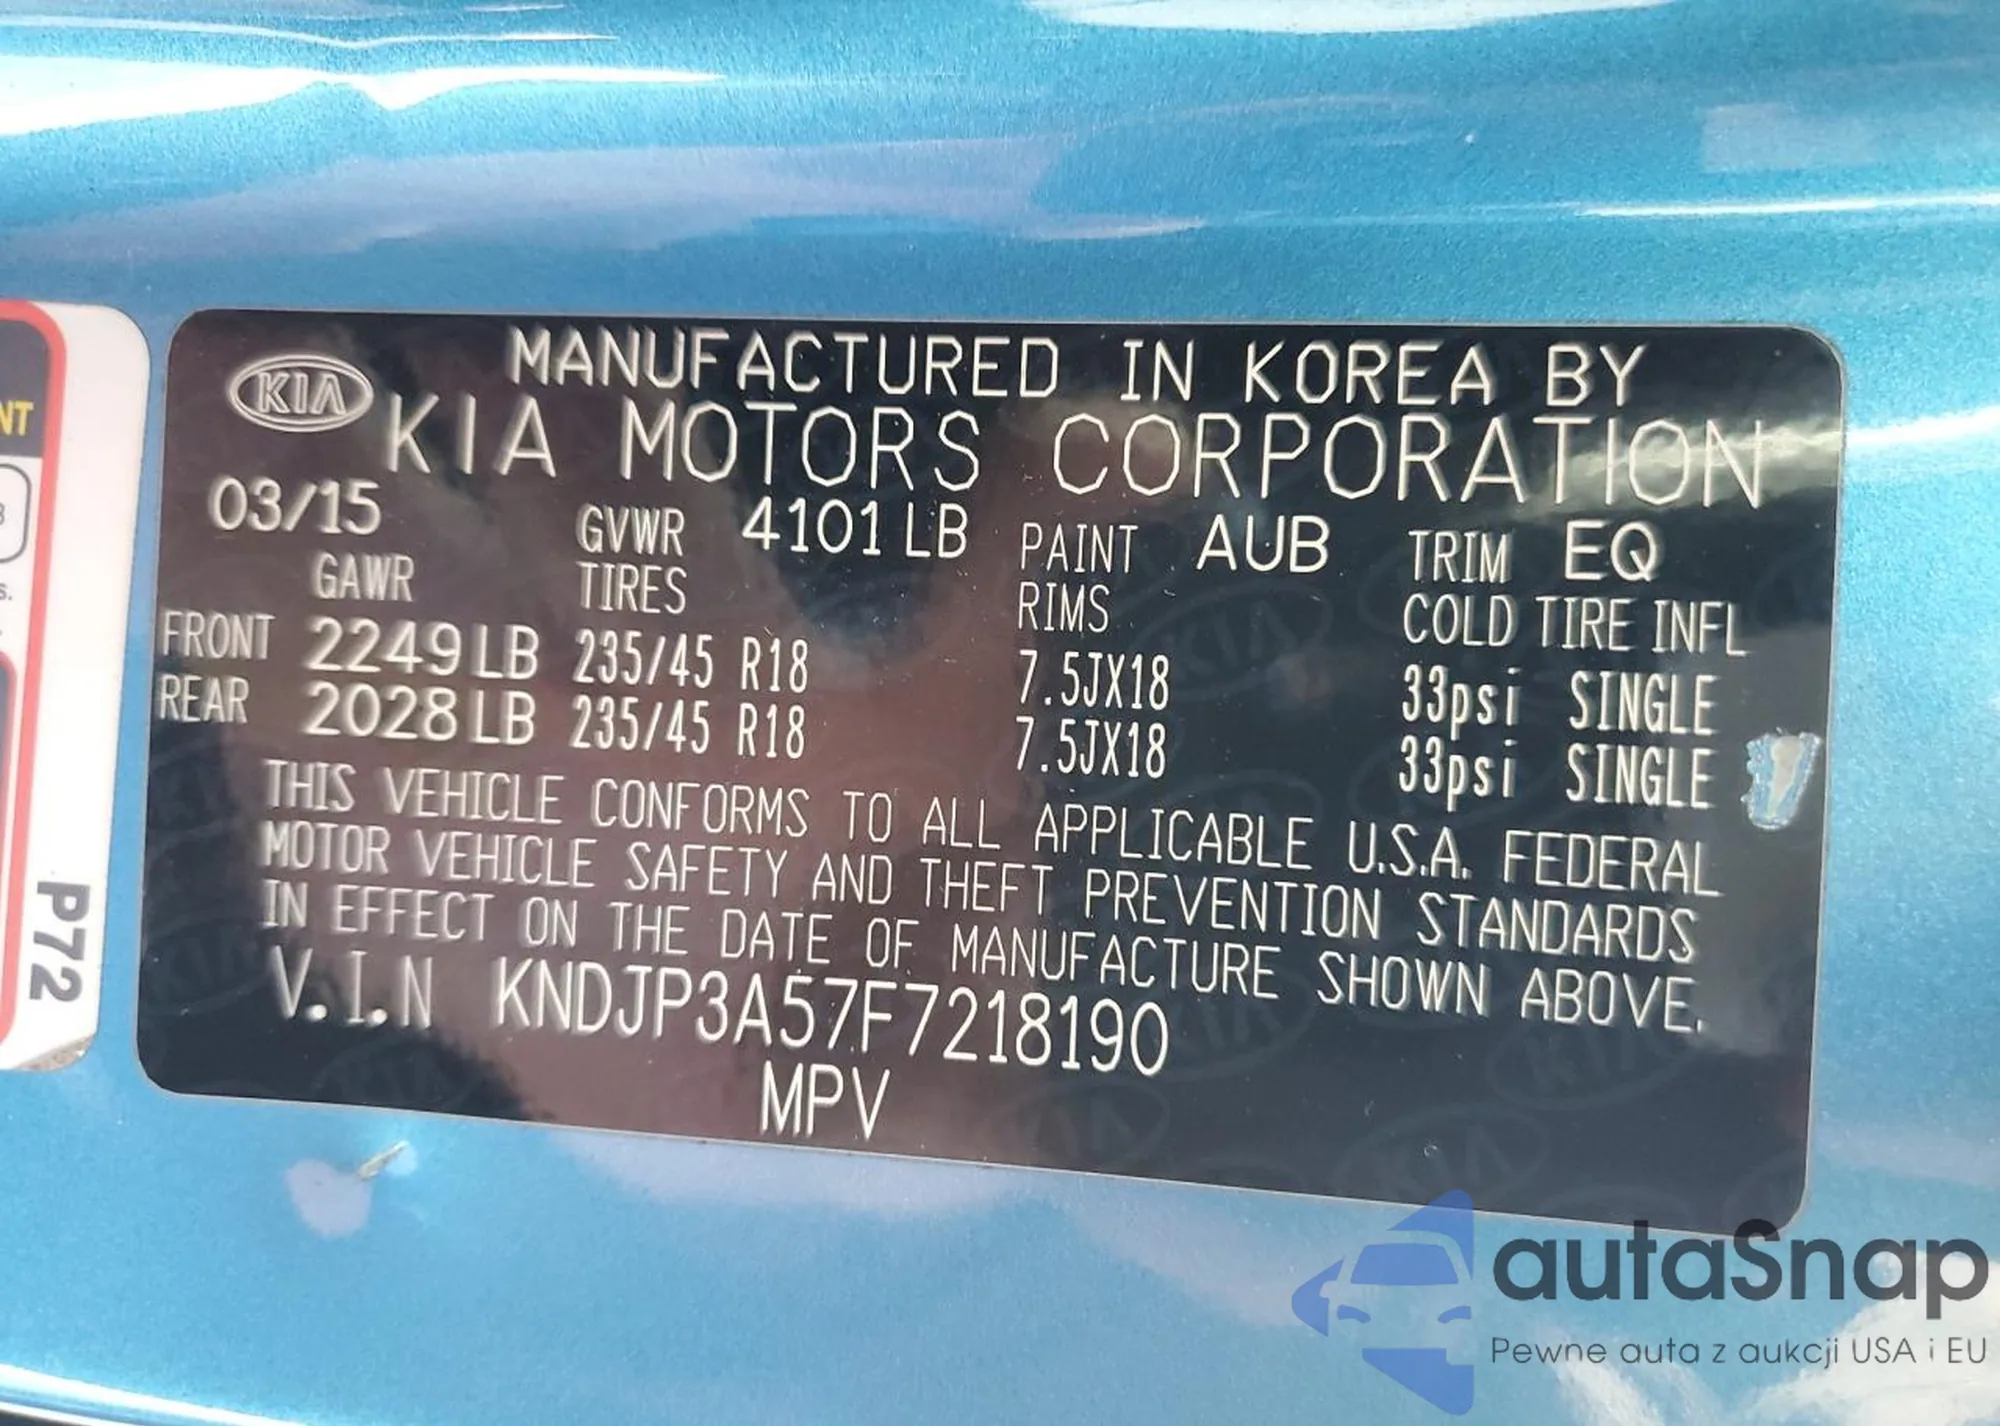 KIA
MANUFACTURED IN KOREA BY
KIA MOTORS CORPORATION
03/15 GVWR 4101 LB PAINT AUB TRIM EQ
GAWR TIRES RIMS COLD TIRE INFL
FRONT 2249 LB 235/45 R18 7.5JX18 33psi SINGLE
REAR 2028 LB 235/45 R18 7.5JX18 33psi SINGLE
THIS VEHICLE CONFORMS TO ALL APPLICABLE U.S.A. FEDERAL
MOTOR VEHICLE SAFETY AND THEFT PREVENTION STANDARDS
IN EFFECT ON THE DATE OF MANUFACTURE SHOWN ABOVE.
V.I.N KNDJP3A57F7218190
MPV
P72
autaSnap
Pewne auta z aukcji USA i EU